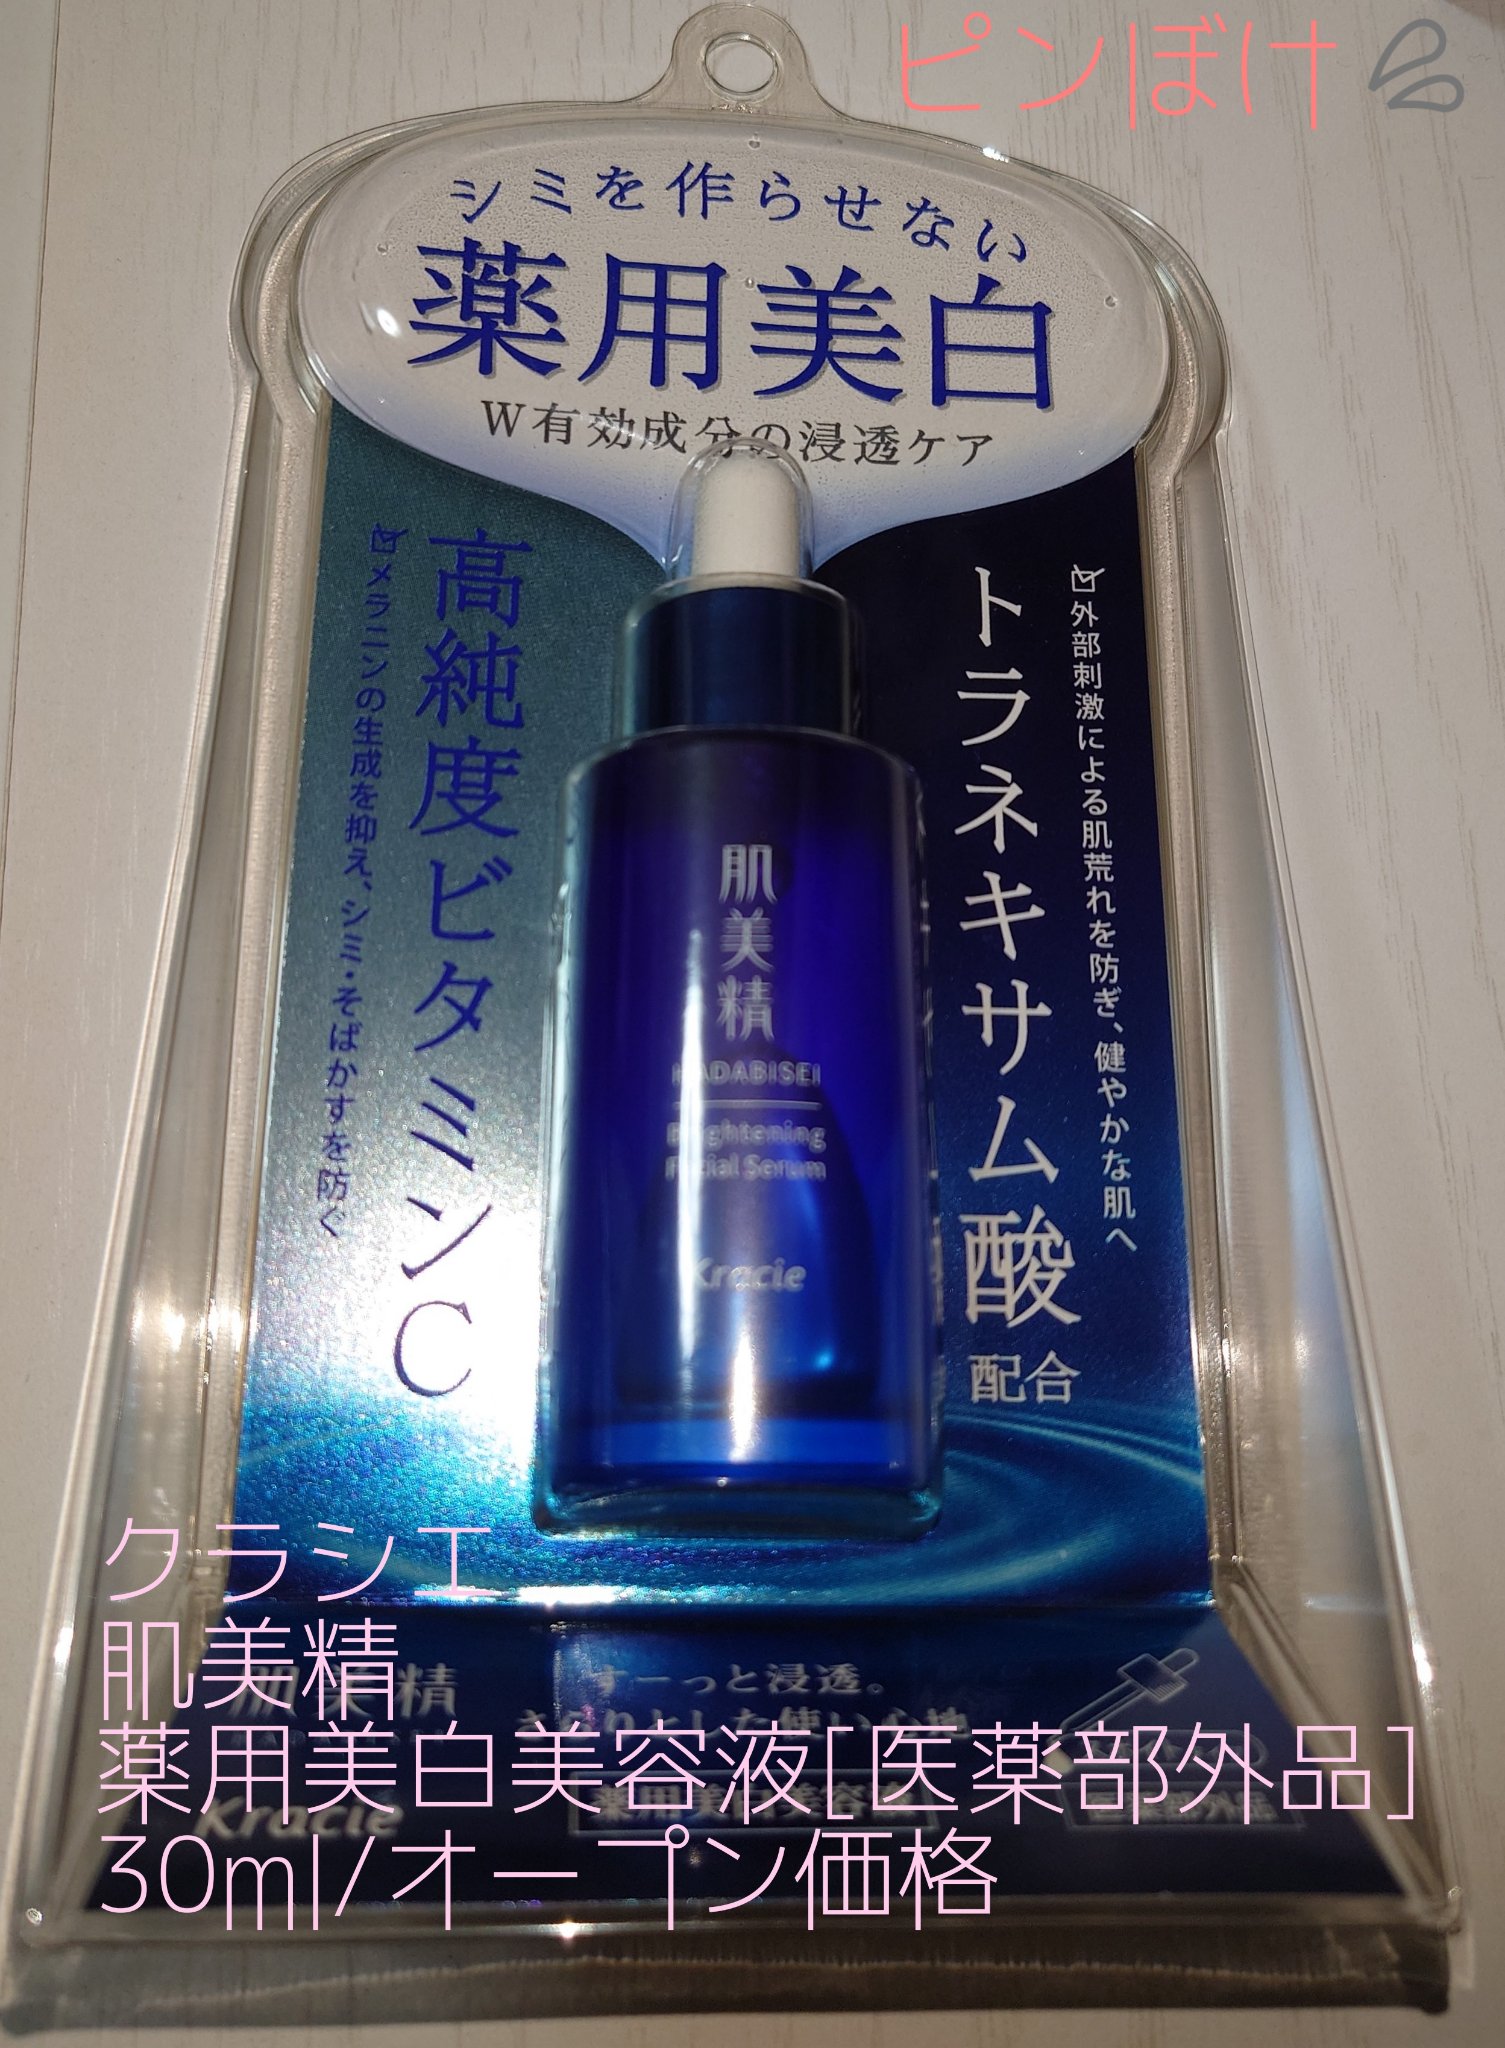 ピンぼけ
シミを作らせない
薬用美白
W有効成分の浸透ケア
外部刺激による肌荒れを防ぎ、健やかな肌へ
トラネキサム酸配合
高純度ビタミンC
メラニンの生成を抑え、シミ・そばかすを防ぐ
肌美精
HADABISEI
Brightening
Facial Serum
Kracie
クラシエ
肌美精
薬用美白美容液[医薬部外品]
30ml/オープン価格
肌美精
すーっと浸透。
Kracie